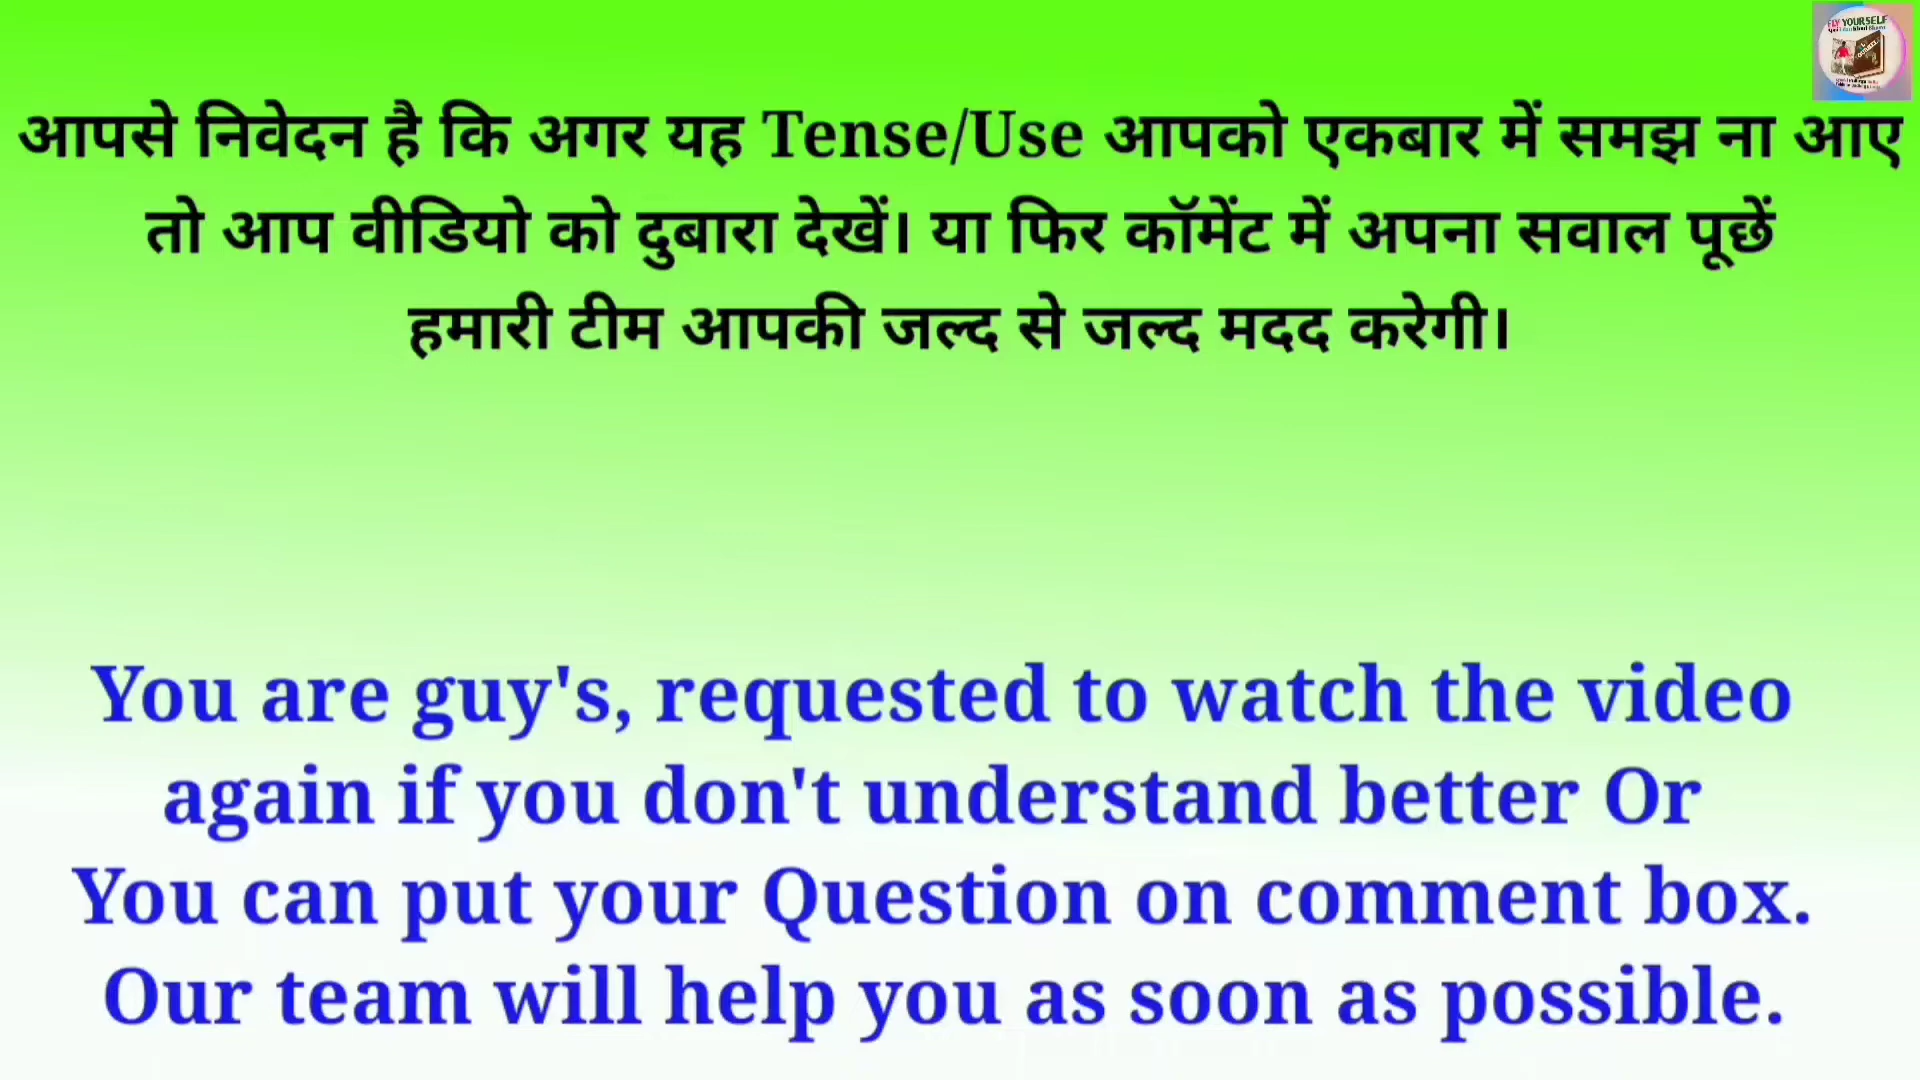 FLY YOURSELF
आपसे निवेदन है कि अगर यह Tense/Use आपको एकबार में समझ ना आए
तो आप वीडियो को दुबारा देखें। या फिर कॉमेंट में अपना सवाल पूछें
हमारी टीम आपकी जल्द से जल्द मदद करेगी।
You are guy's, requested to watch the video
again if you don't understand better Or
You can put your Question on comment box.
Our team will help you as soon as possible.